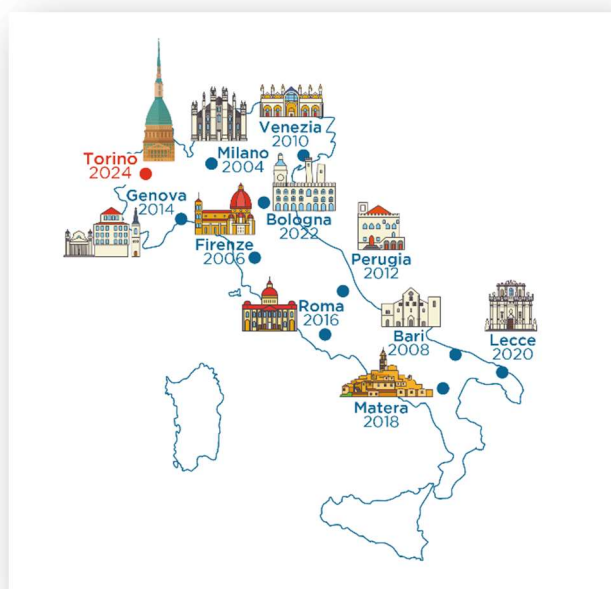 Venezia
2010
Torino
2024
Milano
2004
Genova
2014
Bologna
2022
Firenze
2006
Perugia
2012
Roma
2016
Bari
2008
Lecce
2020
Matera
2018